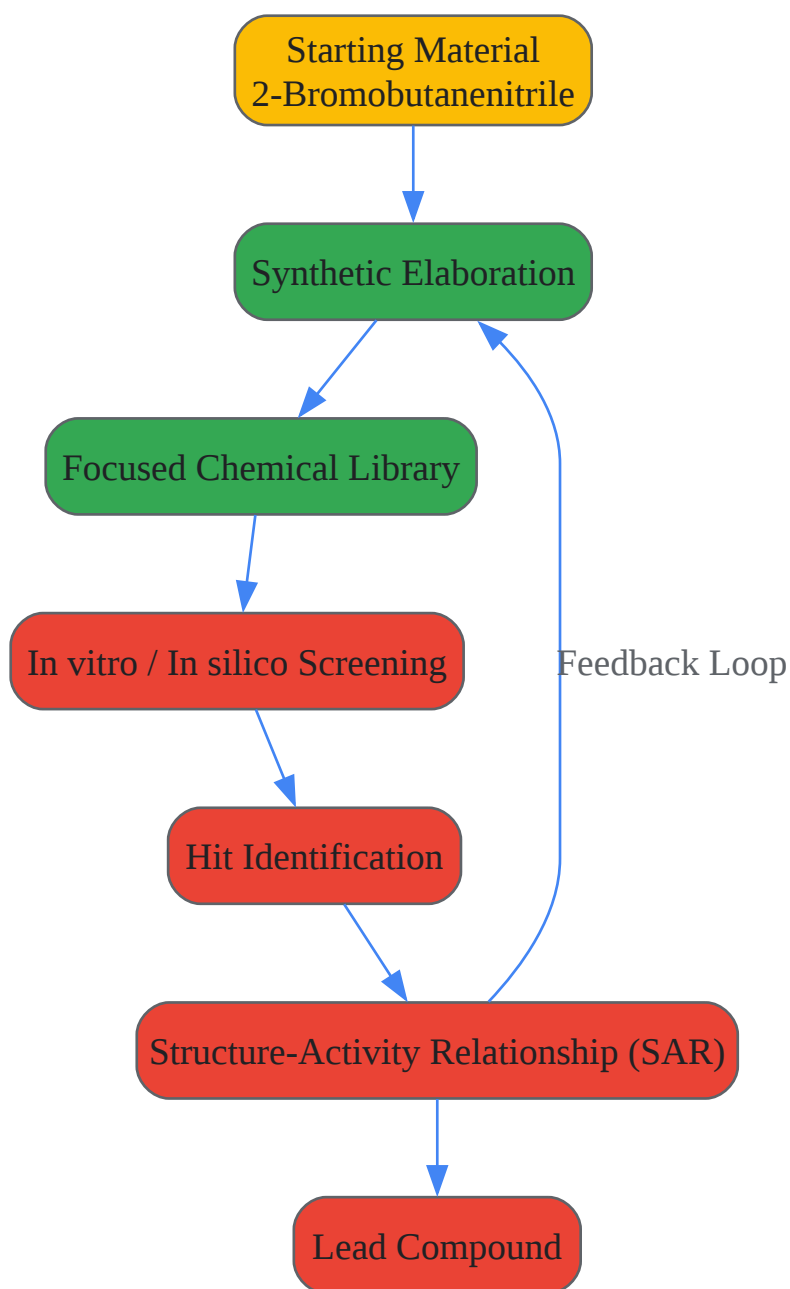 Starting Material
2-Bromobutanenitrile
Synthetic Elaboration
Focused Chemical Library
In vitro / In silico Screening
Feedback Loop
Hit Identification
Structure-Activity Relationship (SAR)
Lead Compound